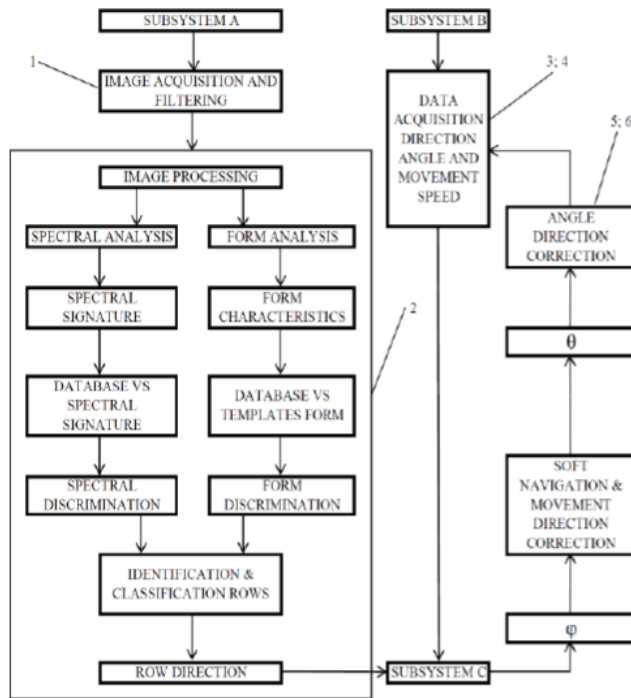 SUBSYSTEM A
1
IMAGE ACQUISITION AND
FILTERING
IMAGE PROCESSING
SPECTRAL ANALYSIS
FORM ANALYSIS
SPECTRAL
SIGNATURE
FORM
CHARACTERISTICS
DATABASE VS
SPECTRAL
SIGNATURE
DATABASE VS
TEMPLATES FORM
SPECTRAL
DISCRIMINATION
FORM
DISCRIMINATION
IDENTIFICATION &
CLASSIFICATION ROWS
ROW DIRECTION
2
SUBSYSTEM B
3; 4
DATA
ACQUISITION
DIRECTION
ANGLE AND
MOVEMENT
SPEED
5; 6
ANGLE
DIRECTION
CORRECTION
θ
SOFT
NAVIGATION &
MOVEMENT
DIRECTION
CORRECTION
φ
SUBSYSTEM C